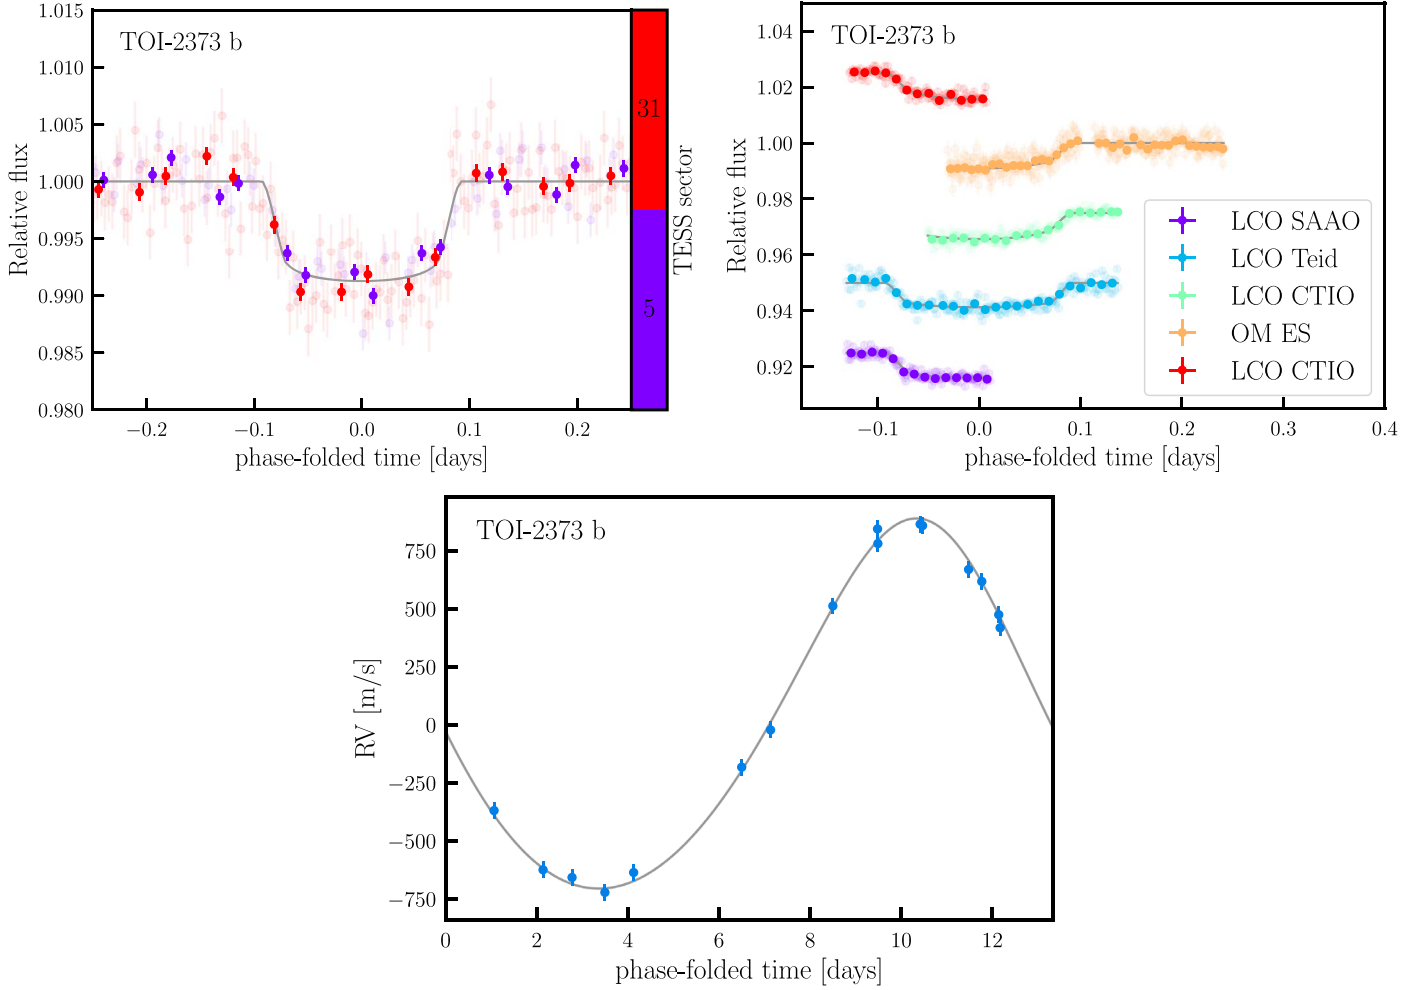 TOI-2373 b
1.015
1.010
1.005
1.000
0.995
0.990
0.985
0.980
Relative flux
−0.2
−0.1
0.0
0.1
0.2
phase-folded time [days]
31
5
TESS sector
TOI-2373 b
1.04
1.02
1.00
0.98
0.96
0.94
0.92
Relative flux
LCO SAAO
LCO Teid
LCO CTIO
OM ES
LCO CTIO
−0.1
0.0
0.1
0.2
0.3
0.4
phase-folded time [days]
TOI-2373 b
750
500
250
0
−250
−500
−750
RV [m/s]
0
2
4
6
8
10
12
phase-folded time [days]